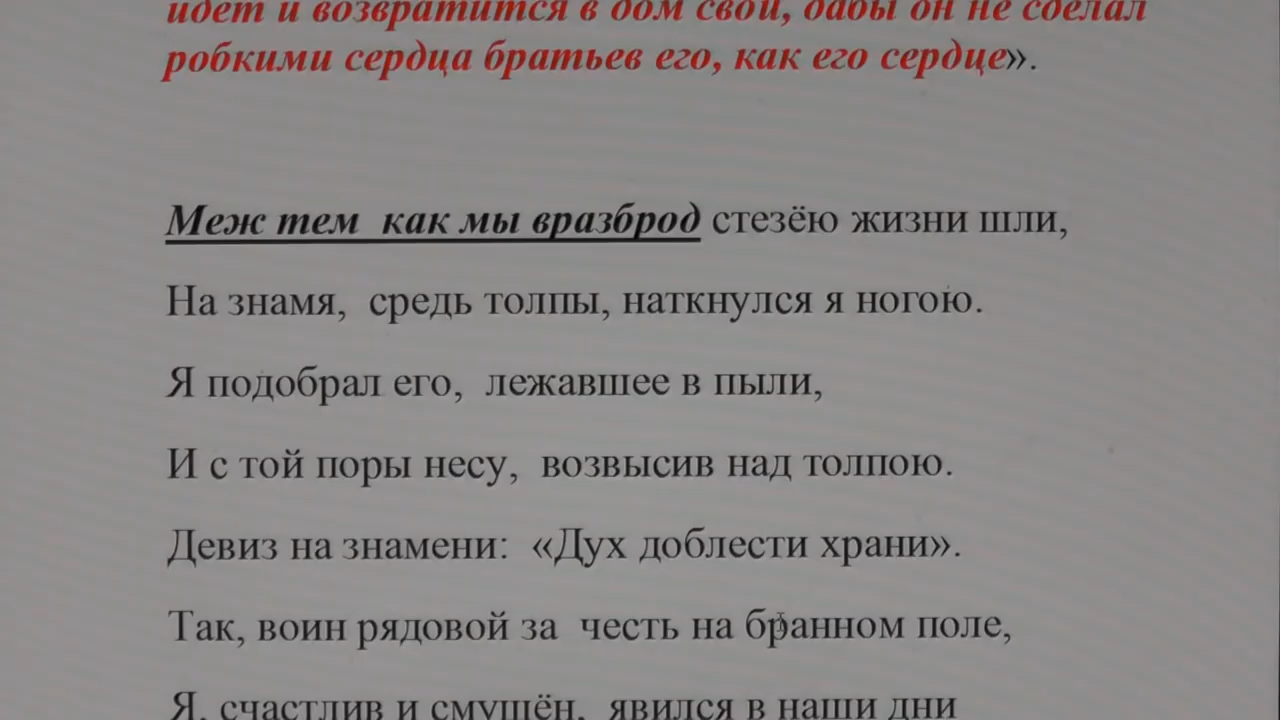 идет и возвратится в дом свой, дабы он не сделал
робкими сердца братьев его, как его сердце».
Меж тем как мы вразброд стезёю жизни шли,
На знамя, средь толпы, наткнулся я ногою.
Я подобрал его, лежавшее в пыли,
И с той поры несу, возвысив над толпою.
Девиз на знамени: «Дух доблести храни».
Так, воин рядовой за честь на бранном поле,
Я, счастлив и смущён, явился в наши дни